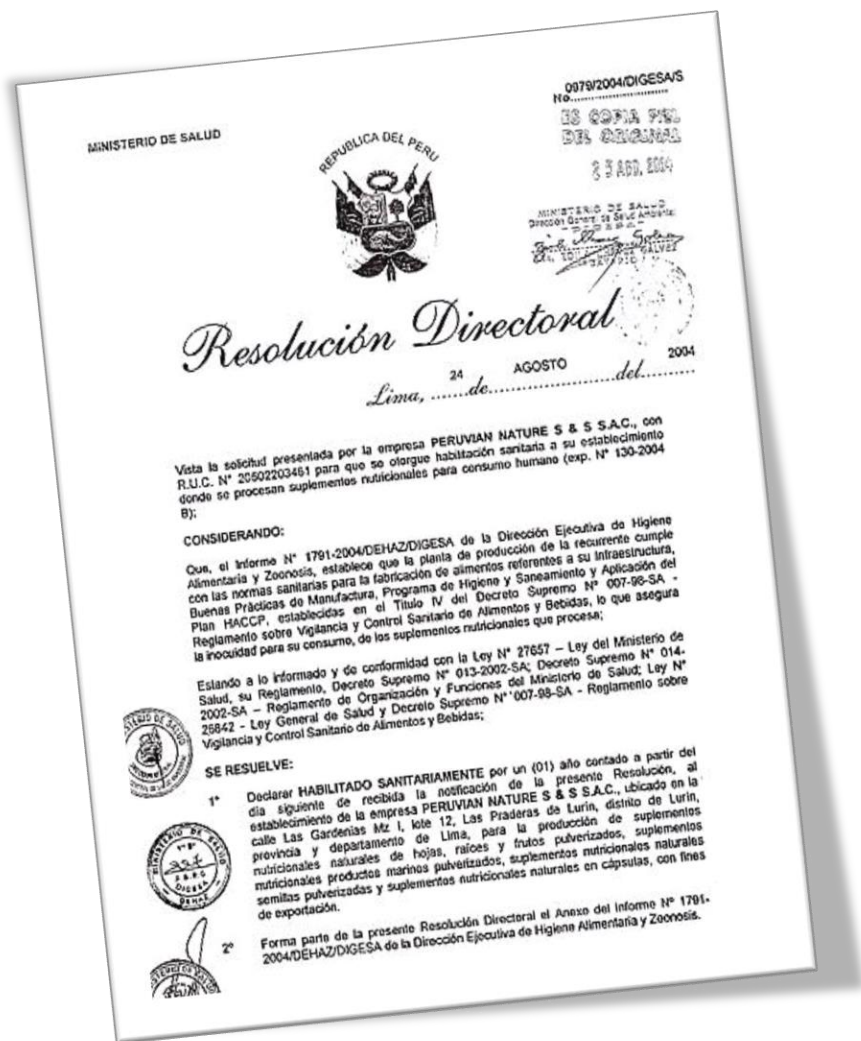 MINISTERIO DE SALUD
0979/2004/DIGESA/S
No..............................
ES COPIA FIEL
DEL ORIGINAL
REPUBLICA DEL PERU
MINISTERIO DE SALUD
Dirección General de Salud Ambiental
Resolución Directoral
24 AGOSTO 2004
Lima, .......de.........................del..........
Vista la solicitud presentada por la empresa PERUVIAN NATURE S & S S.A.C., con
R.U.C. N° 20502203461 para que se otorgue habilitación sanitaria a su establecimiento
donde se procesan suplementos nutricionales para consumo humano (exp. N° 130-2004
B);
CONSIDERANDO:
Que, el Informe N° 1791-2004/DEHAZ/DIGESA de la Dirección Ejecutiva de Higiene
Alimentaria y Zoonosis, establece que la planta de producción de la recurrente cumple
con las normas sanitarias para la fabricación de alimentos referentes a su Infraestructura,
Buenas Prácticas de Manufactura, Programa de Higiene y Saneamiento y Aplicación del
Plan HACCP, establecidas en el Titulo IV del Decreto Supremo N° 007-98-SA -
Reglamento sobre Vigilancia y Control Sanitario de Alimentos y Bebidas, lo que asegura
la inocuidad para su consumo, de los suplementos nutricionales que procesa;
Estando a lo informado y de conformidad con la Ley N° 27657 – Ley del Ministerio de
Salud, su Reglamento, Decreto Supremo N° 013-2002-SA; Decreto Supremo N° 014-
2002-SA – Reglamento de Organización y Funciones del Ministerio de Salud; Ley N°
26842 - Ley General de Salud y Decreto Supremo N° 007-98-SA - Reglamento sobre
Vigilancia y Control Sanitario de Alimentos y Bebidas;
SE RESUELVE:
1° Declarar HABILITADO SANITARIAMENTE por un (01) año contado a partir del
día siguiente de recibida la notificación de la presente Resolución, al
establecimiento de la empresa PERUVIAN NATURE S & S S.A.C., ubicado en la
calle Las Gardenias Mz I, lote 12, Las Praderas de Lurin, distrito de Lurin,
provincia y departamento de Lima, para la producción de suplementos
nutricionales naturales de hojas, raíces y frutos pulverizados, suplementos
nutricionales productos marinos pulverizados, suplementos nutricionales naturales
semillas pulverizadas y suplementos nutricionales naturales en cápsulas, con fines
de exportación.
2° Forma parte de la presente Resolución Directoral el Anexo del Informe N° 1791-
2004/DEHAZ/DIGESA de la Dirección Ejecutiva de Higiene Alimentaria y Zoonosis.
MINISTERIO DE SALUD
DIGESA
DEHAZ